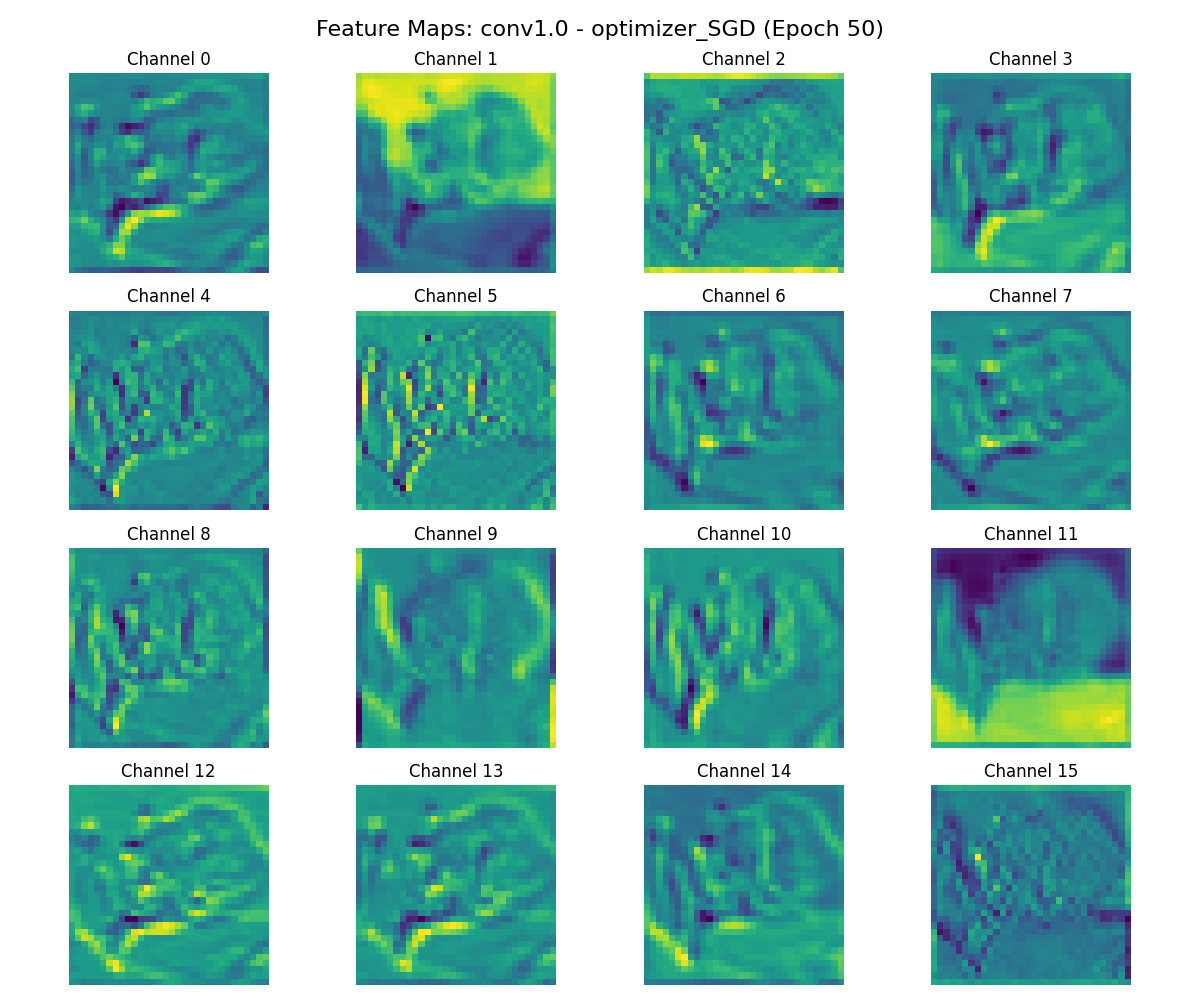 Feature Maps: conv1.0 - optimizer_SGD (Epoch 50)
Channel 0 Channel 1 Channel 2 Channel 3
Channel 4 Channel 5 Channel 6 Channel 7
Channel 8 Channel 9 Channel 10 Channel 11
Channel 12 Channel 13 Channel 14 Channel 15